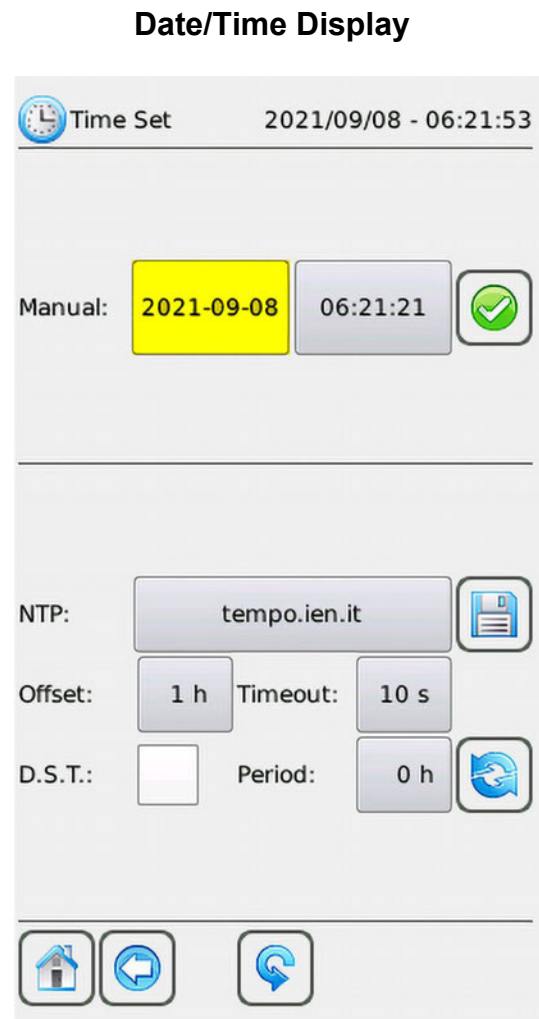 Date/Time Display
Time Set 2021/09/08 - 06:21:53
Manual: 2021-09-08 06:21:21
NTP: tempo.ien.it
Offset: 1 h Timeout: 10 s
D.S.T.: Period: 0 h